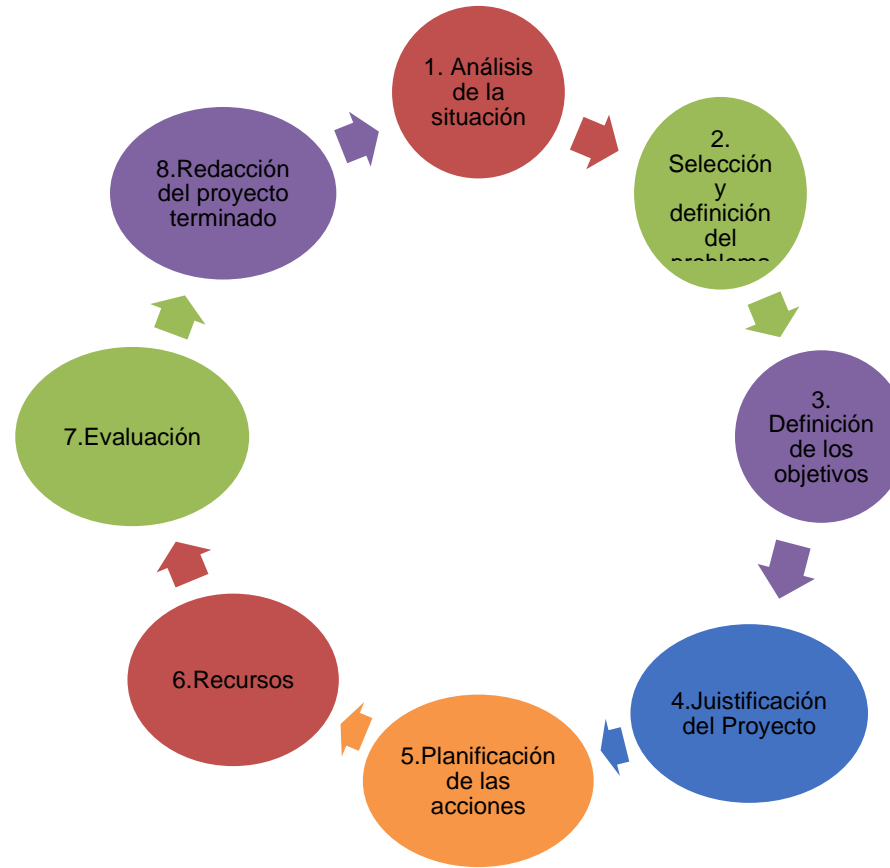 1. Análisis
de la
situación
2.
Selección
y
definición
del
3.
Definición
de los
objetivos
4.Juistificación
del Proyecto
5.Planificación
de las
acciones
6.Recursos
7.Evaluación
8.Redacción
del proyecto
terminado